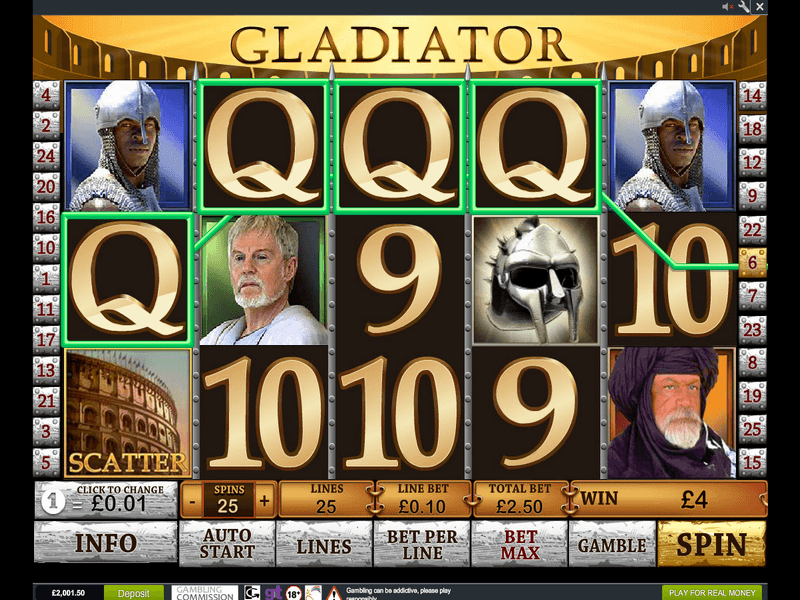 GLADIATOR
4
2
24
20
16
10
1
11
17
13
21
3
5
Q Q Q
Q 9 10
SCATTER 10 10 9
14
18
12
9
22
6
7
23
8
19
25
15
1 CLICK TO CHANGE
= £0.01
- SPINS +
25
LINES
25
LINE BET
£0.10
TOTAL BET
£2.50
WIN £4
INFO
AUTO
START
LINES
BET PER
LINE
BET
MAX
GAMBLE
SPIN
£2,001.50
Deposit
GAMBLING
COMMISSION
18+
Gambling can be addictive, please play
responsibly
PLAY FOR REAL MONEY